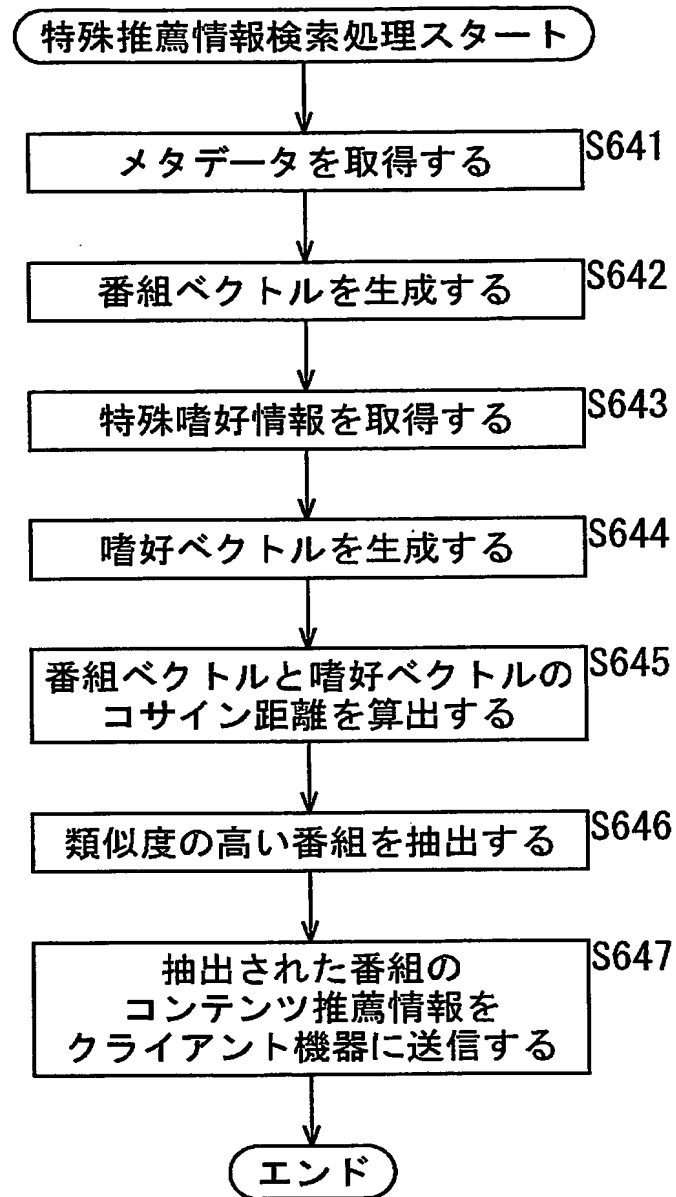 特殊推薦情報検索処理スタート
メタデータを取得する
S641
番組ベクトルを生成する
S642
特殊嗜好情報を取得する
S643
嗜好ベクトルを生成する
S644
番組ベクトルと嗜好ベクトルの
コサイン距離を算出する
S645
類似度の高い番組を抽出する
S646
抽出された番組の
コンテンツ推薦情報を
クライアント機器に送信する
S647
エンド